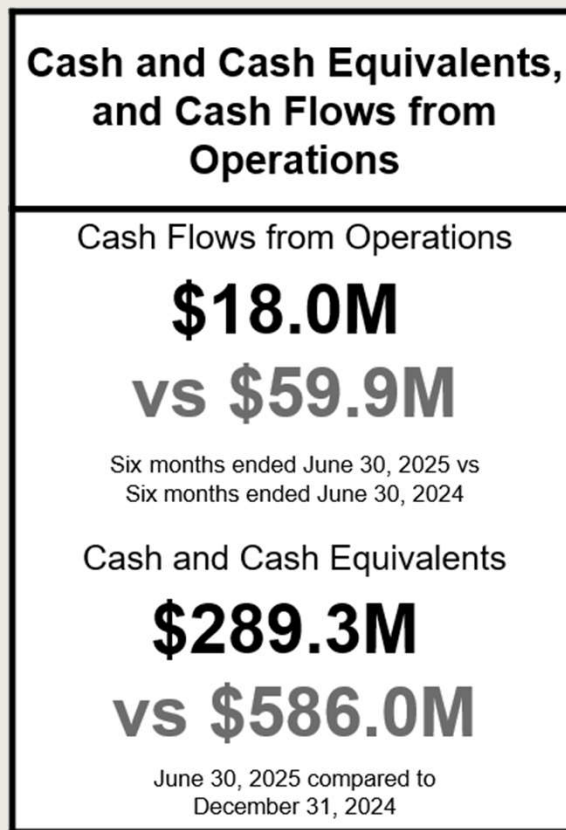 Cash and Cash Equivalents,
and Cash Flows from
Operations
Cash Flows from Operations
$18.0M
vs $59.9M
Six months ended June 30, 2025 vs
Six months ended June 30, 2024
Cash and Cash Equivalents
$289.3M
vs $586.0M
June 30, 2025 compared to
December 31, 2024